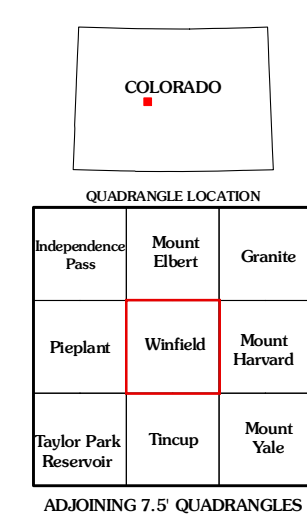 COLORADO
QUADRANGLE LOCATION
Independence
Pass
Mount
Elbert
Granite
Pieplant
Winfield
Mount
Harvard
Taylor Park
Reservoir
Tincup
Mount
Yale
ADJOINING 7.5' QUADRANGLES